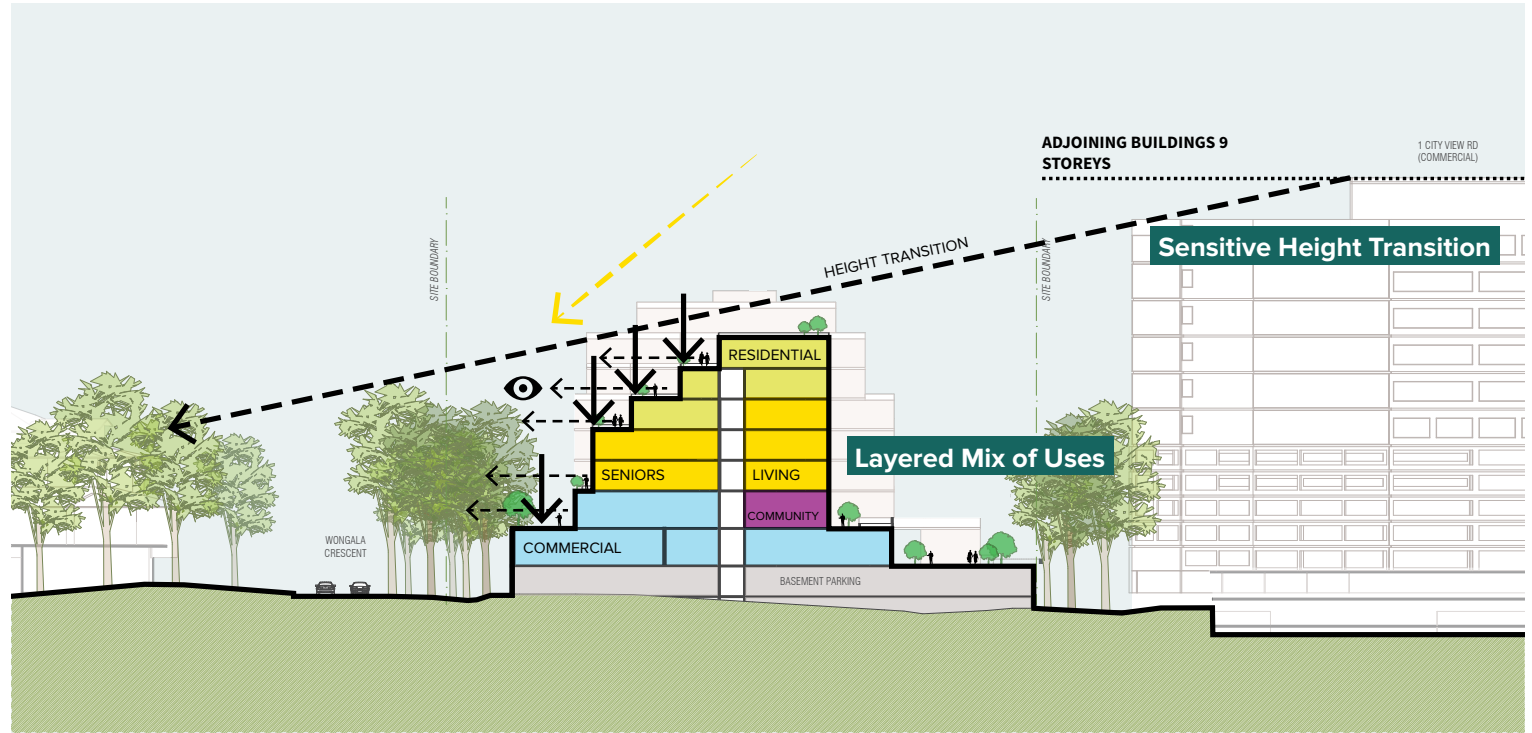 ADJOINING BUILDINGS 9
STOREYS
1 CITY VIEW RD
(COMMERCIAL)
Sensitive Height Transition
HEIGHT TRANSITION
SITE BOUNDARY
SITE BOUNDARY
RESIDENTIAL
Layered Mix of Uses
SENIORS
LIVING
COMMUNITY
WONGALA
CRESCENT
COMMERCIAL
BASEMENT PARKING